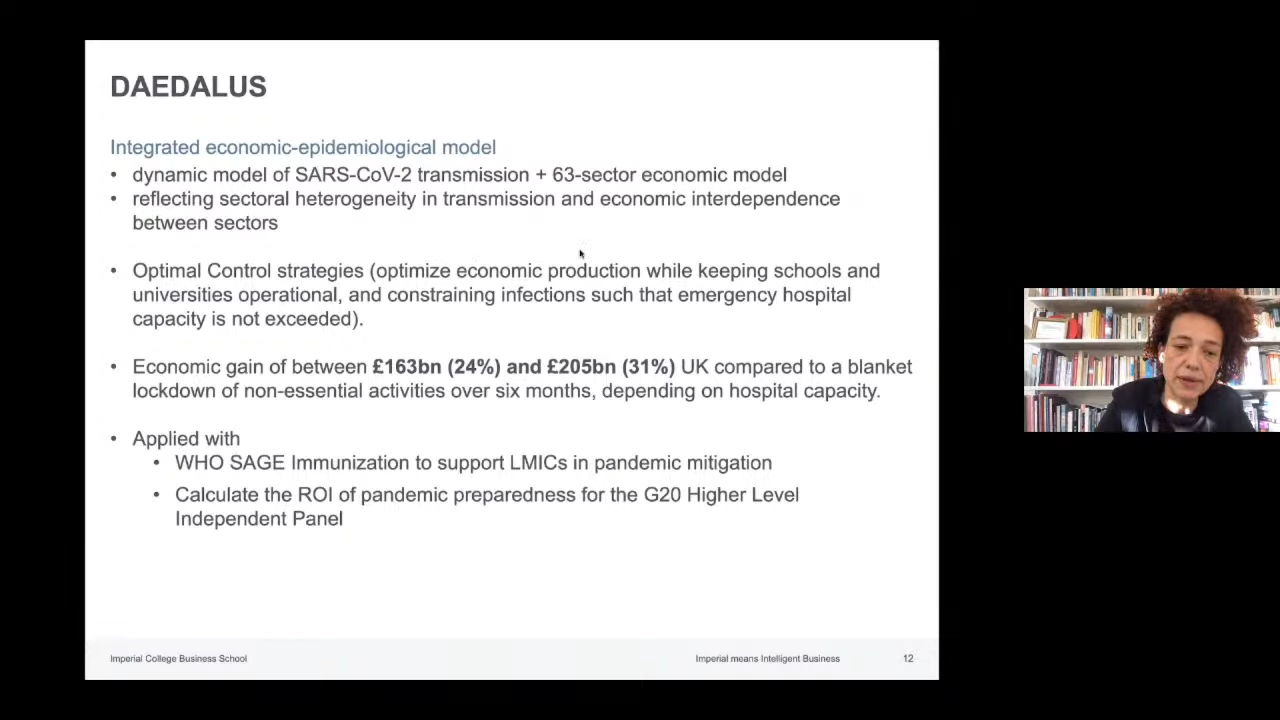 DAEDALUS
Integrated economic-epidemiological model
• dynamic model of SARS-CoV-2 transmission + 63-sector economic model
• reflecting sectoral heterogeneity in transmission and economic interdependence
between sectors
• Optimal Control strategies (optimize economic production while keeping schools and
universities operational, and constraining infections such that emergency hospital
capacity is not exceeded).
• Economic gain of between £163bn (24%) and £205bn (31%) UK compared to a blanket
lockdown of non-essential activities over six months, depending on hospital capacity.
• Applied with
• WHO SAGE Immunization to support LMICs in pandemic mitigation
• Calculate the ROI of pandemic preparedness for the G20 Higher Level
Independent Panel
Imperial College Business School
Imperial means Intelligent Business
12